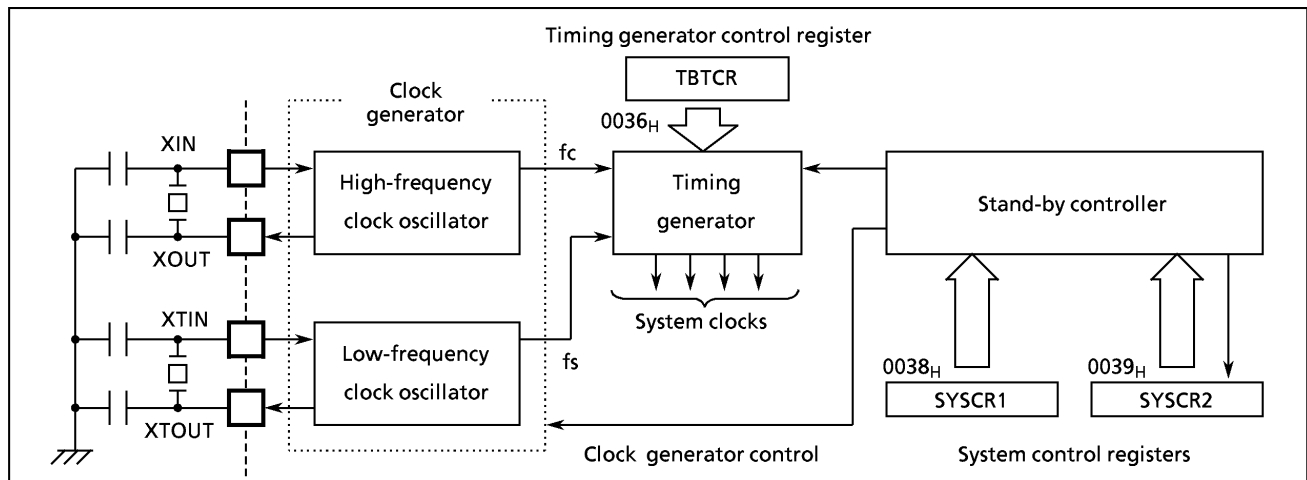 Timing generator control register
TBTCR
Clock
generator
0036H
XIN
fc
High-frequency
clock oscillator
Timing
generator
Stand-by controller
XOUT
XTIN
System clocks
Low-frequency
clock oscillator
fs
0038H
0039H
SYSCR1
SYSCR2
XTOUT
Clock generator control
System control registers